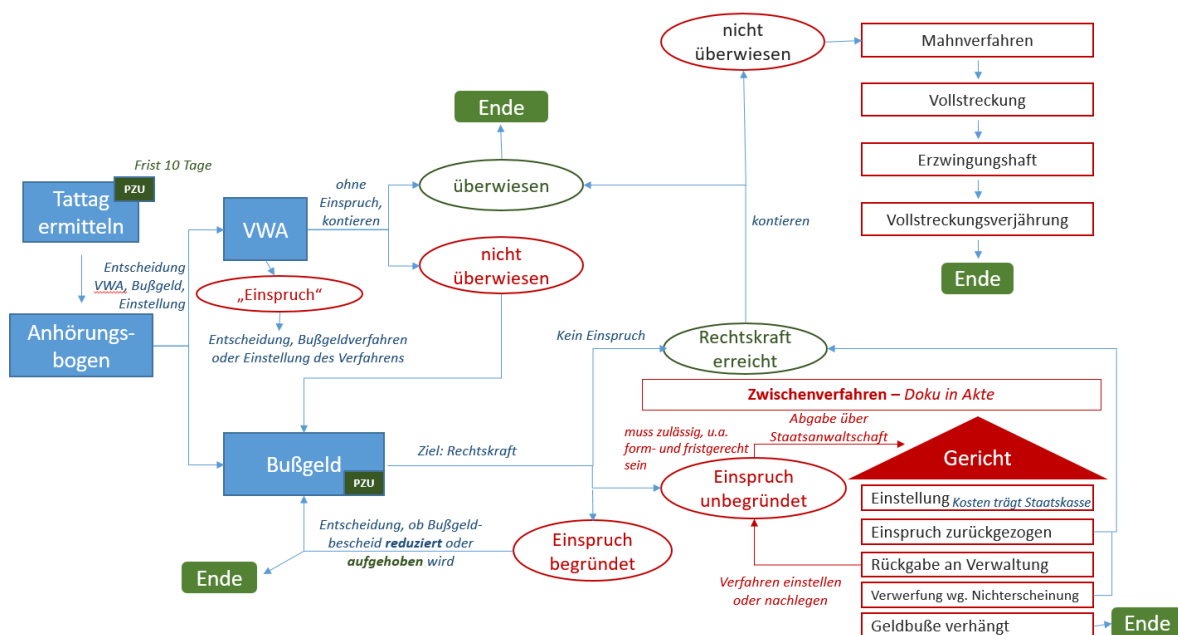 nicht
überwiesen
Mahnverfahren
Vollstreckung
Erzwingungshaft
Vollstreckungsverjährung
Ende
Ende
Frist 10 Tage
PZU
Tattag
ermitteln
VWA
ohne
Einspruch,
kontieren
überwiesen
kontieren
nicht
überwiesen
Entscheidung
VWA, Bußgeld,
Einstellung
„Einspruch“
Anhörungs-
bogen
Entscheidung, Bußgeldverfahren
oder Einstellung des Verfahrens
Kein Einspruch
Rechtskraft
erreicht
Zwischenverfahren – Doku in Akte
muss zulässig, u.a.
form- und fristgerecht
sein
Abgabe über
Staatsanwaltschaft
Gericht
Bußgeld
PZU
Ziel: Rechtskraft
Einspruch
unbegründet
Einstellung Kosten trägt Staatskasse
Einspruch zurückgezogen
Rückgabe an Verwaltung
Verwerfung wg. Nichterscheinung
Geldbuße verhängt
Ende
Entscheidung, ob Bußgeld-
bescheid reduziert oder
aufgehoben wird
Einspruch
begründet
Verfahren einstellen
oder nachlegen
Ende